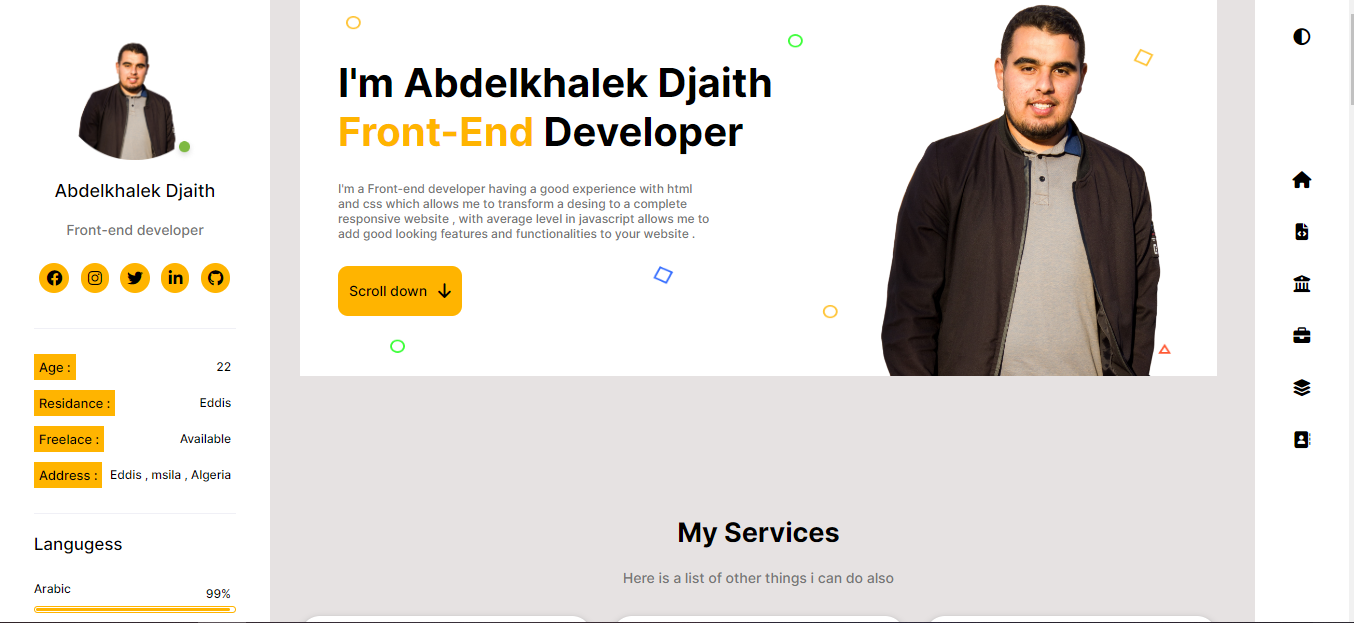 Abdelkhalek Djaith
Front-end developer
Age :
22
Residance :
Eddis
Freelace :
Available
Address :
Eddis , msila , Algeria
Langugess
Arabic
99%
I'm Abdelkhalek Djaith
Front-End Developer
I'm a Front-end developer having a good experience with html
and css which allows me to transform a desing to a complete
responsive website , with average level in javascript allows me to
add good looking features and functionalities to your website .
Scroll down
My Services
Here is a list of other things i can do also